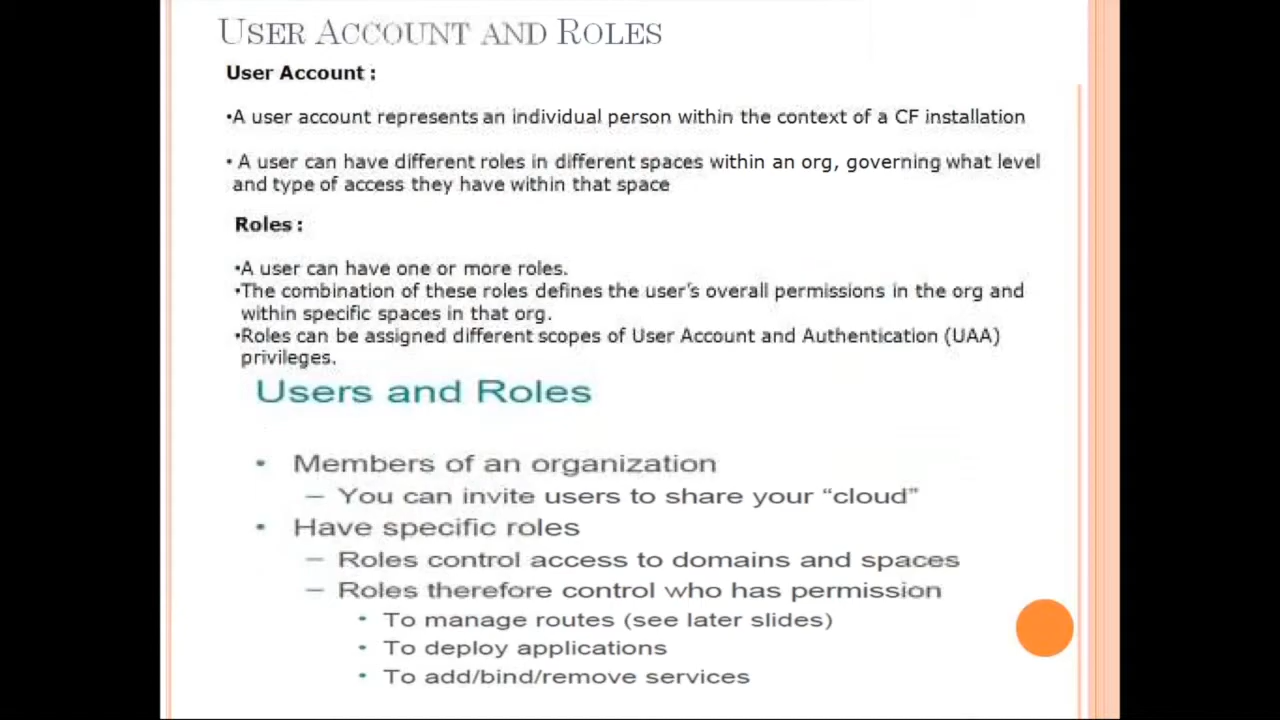 USER ACCOUNT AND ROLES
User Account :
•A user account represents an individual person within the context of a CF installation
• A user can have different roles in different spaces within an org, governing what level
and type of access they have within that space
Roles :
•A user can have one or more roles.
•The combination of these roles defines the user's overall permissions in the org and
within specific spaces in that org.
•Roles can be assigned different scopes of User Account and Authentication (UAA)
privileges.
Users and Roles
• Members of an organization
– You can invite users to share your “cloud”
• Have specific roles
– Roles control access to domains and spaces
– Roles therefore control who has permission
• To manage routes (see later slides)
• To deploy applications
• To add/bind/remove services